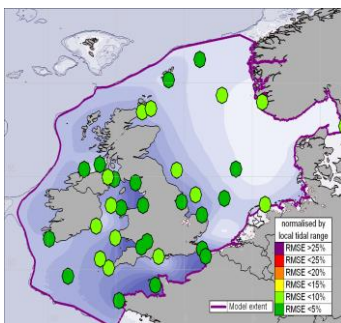 normalised by
local tidal range
RMSE >25%
RMSE <25%
RMSE <20%
RMSE <15%
RMSE <10%
RMSE <5%
Model extent